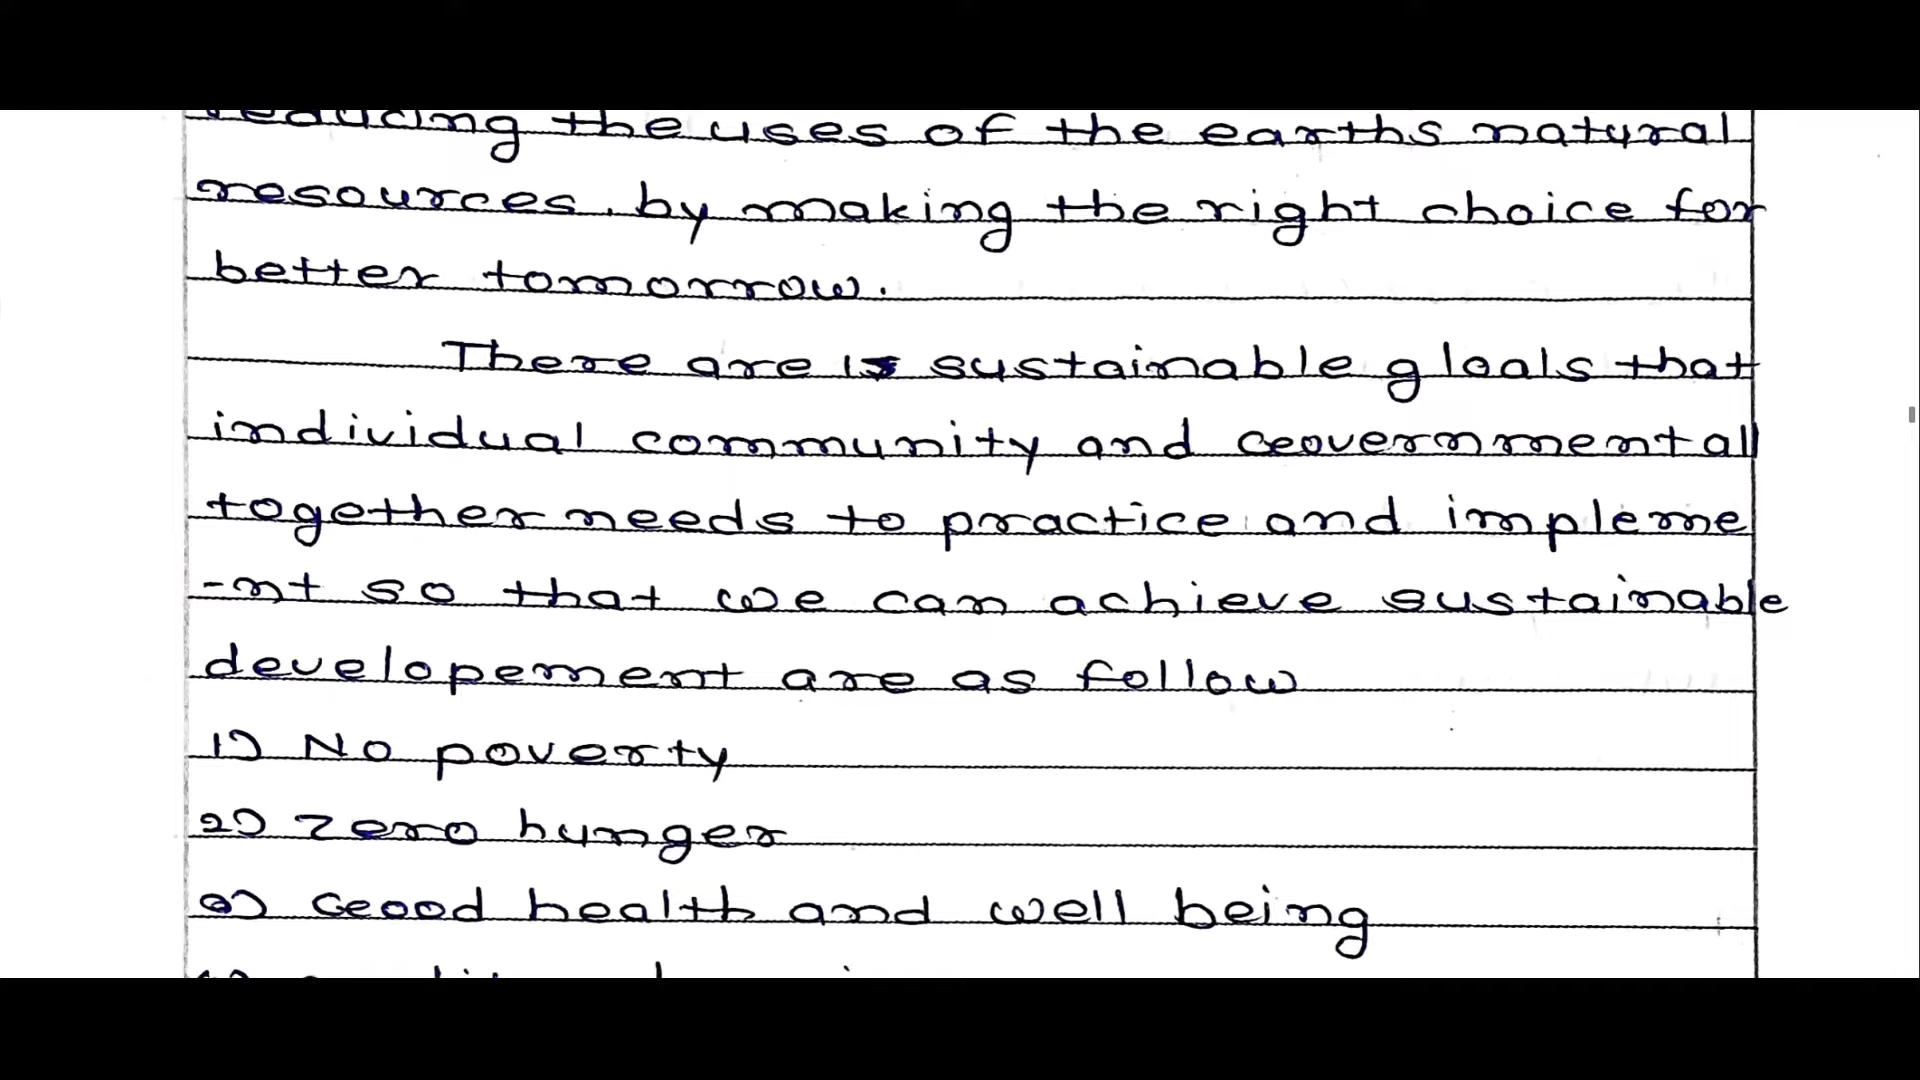 reducing the uses of the earths natural
resources. by making the right choice for
better tomorrow.
There are sustainable gloals that
individual community and Geovernmental
together needs to practice and impleme
-nt so that we can achieve sustainable
developement are as follow
1) No poverty
2) zero hunger
3) Geood health and well being